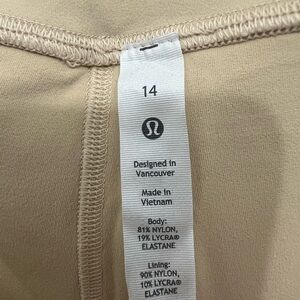 14
Designed in
Vancouver
Made in
Vietnam
Body:
81% NYLON,
19% LYCRA®
ELASTANE
Lining:
90% NYLON,
10% LYCRA®
ELASTANE